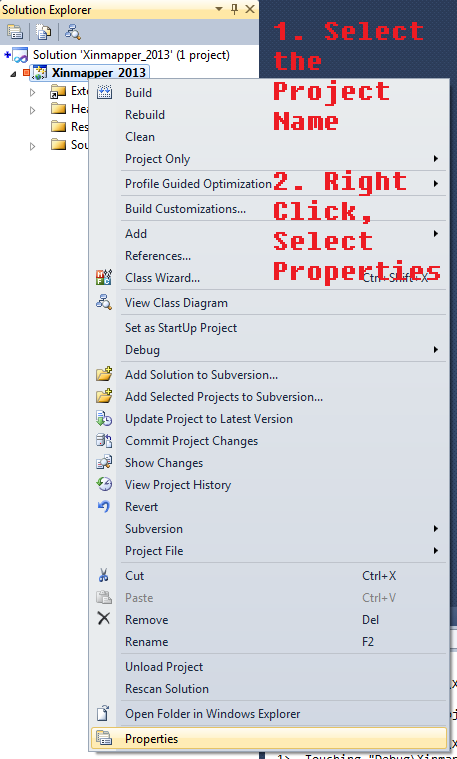 Solution Explorer
Solution 'Xinmapper_2013' (1 project)
Xinmapper_2013
Exte
Hea
Res
Sou
1. Select
the
Project
Name
2. Right
Click,
Select
Properties
Build
Rebuild
Clean
Project Only
Profile Guided Optimization
Build Customizations...
Add
References...
Class Wizard... Ctrl+Shift+X
View Class Diagram
Set as StartUp Project
Debug
Add Solution to Subversion...
Add Selected Projects to Subversion...
Update Project to Latest Version
Commit Project Changes
Show Changes
View Project History
Revert
Subversion
Project File
Cut Ctrl+X
Paste Ctrl+V
Remove Del
Rename F2
Unload Project
Rescan Solution
Open Folder in Windows Explorer
Properties
1> Touching "Debug\Xinmap